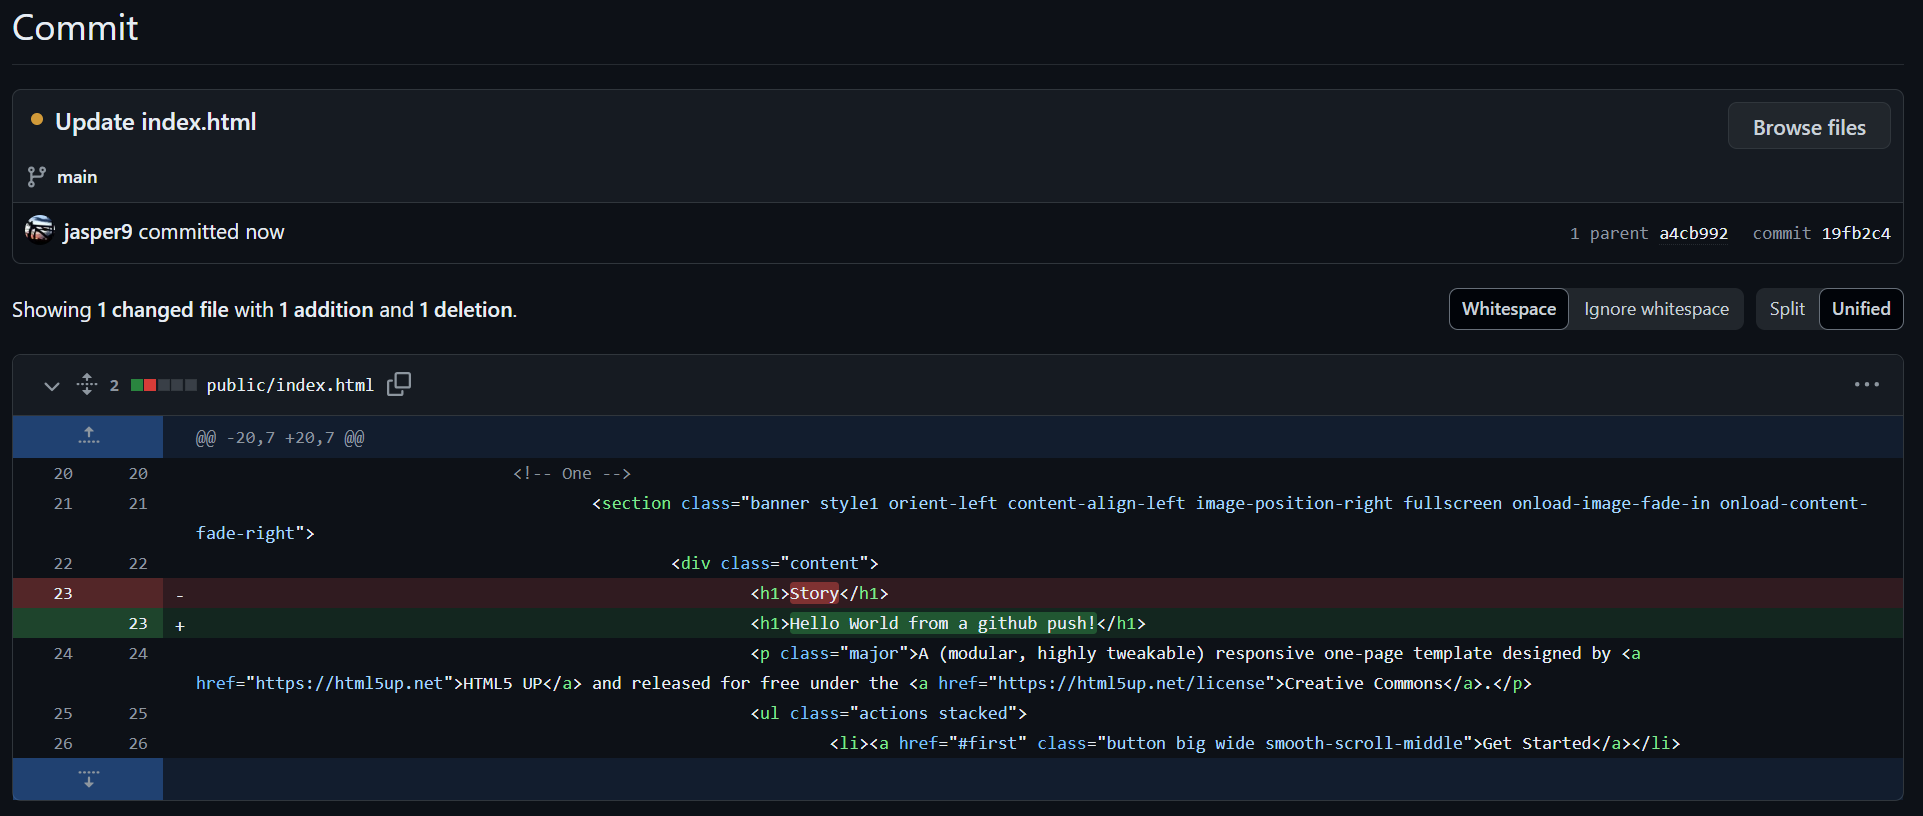 Commit
Update index.html
Browse files
main
jasper9 committed now
1 parent a4cb992 commit 19fb2c4
Showing 1 changed file with 1 addition and 1 deletion.
Whitespace Ignore whitespace Split Unified
2 public/index.html
@@ -20,7 +20,7 @@
20 20 <!-- One -->
21 21 <section class="banner style1 orient-left content-align-left image-position-right fullscreen onload-image-fade-in onload-content-
fade-right">
22 22 <div class="content">
23 - <h1>Story</h1>
23 + <h1>Hello World from a github push!</h1>
24 24 <p class="major">A (modular, highly tweakable) responsive one-page template designed by <a
href="https://html5up.net">HTML5 UP</a> and released for free under the <a href="https://html5up.net/license">Creative Commons</a>.</p>
25 25 <ul class="actions stacked">
26 26 <li><a href="#first" class="button big wide smooth-scroll-middle">Get Started</a></li>